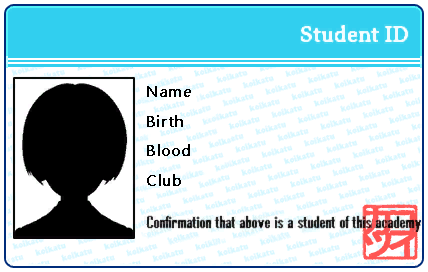 Student ID
Name
Birth
Blood
Club
Confirmation that above is a student of this academy